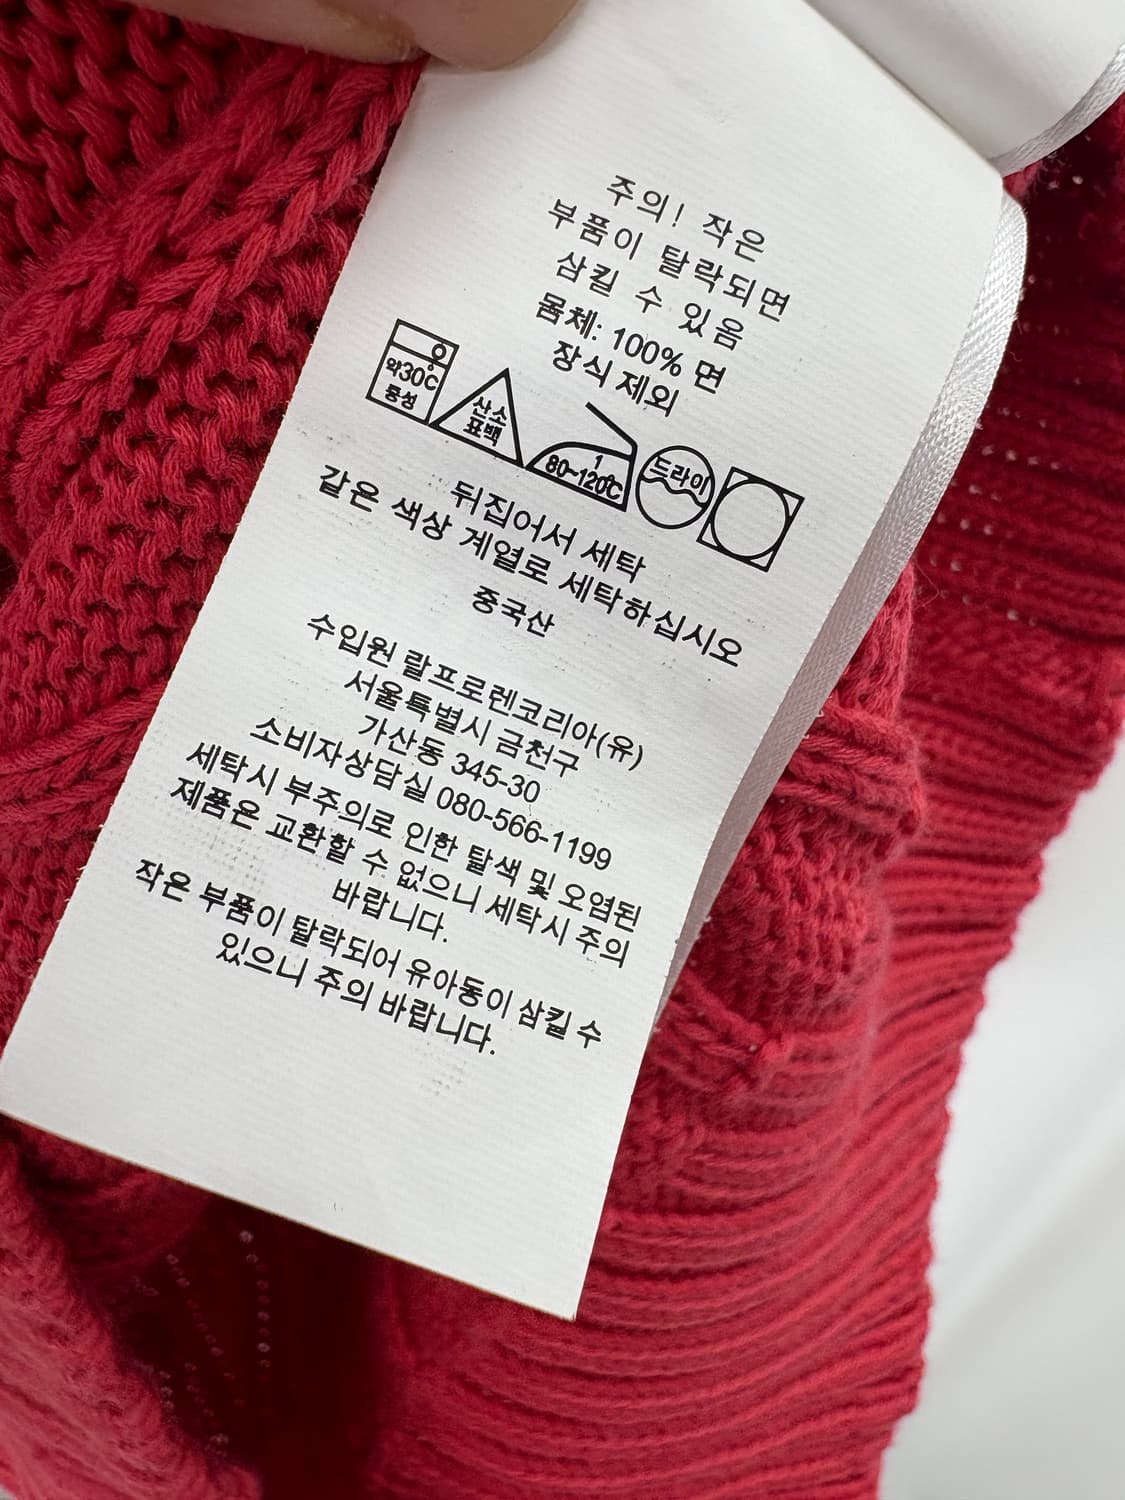 주의! 작은
부품이 탈락되면
삼킬 수 있음
몸체: 100% 면
장식 제외
약30℃
중성
산소
표백
1
80~120℃
드라이
뒤집어서 세탁
같은 색상 계열로 세탁하십시오
중국산
수입원 랄프로렌코리아(유)
서울특별시 금천구
가산동 345-30
소비자상담실 080-566-1199
세탁시 부주의로 인한 탈색 및 오염된
제품은 교환할 수 없으니 세탁시 주의
바랍니다.
작은 부품이 탈락되어 유아동이 삼킬 수
있으니 주의 바랍니다.